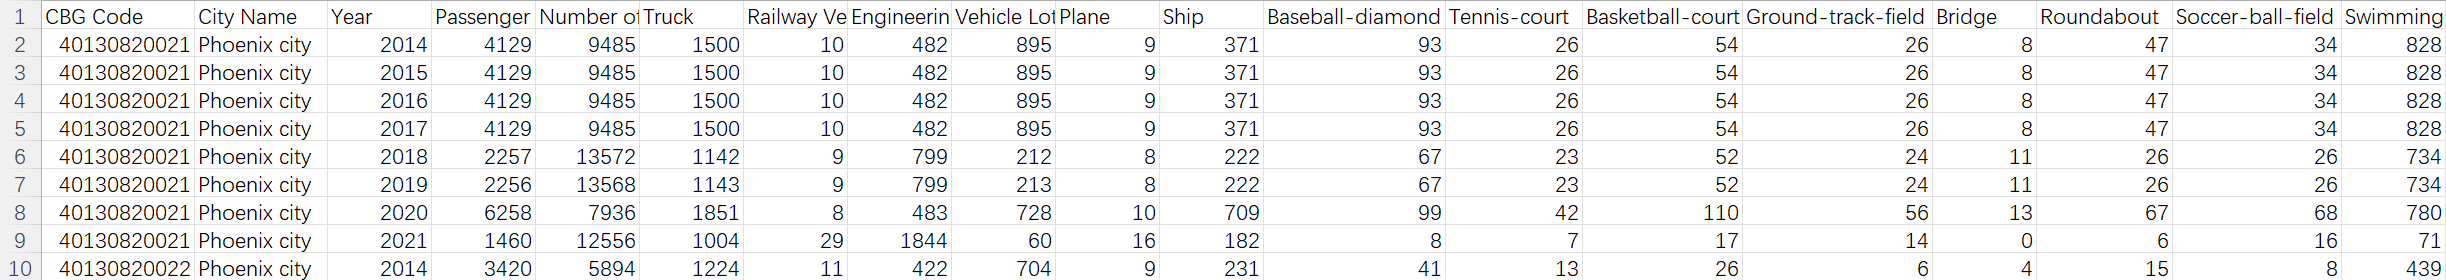 1 CBG Code City Name Year Passenger Number of Truck Railway Ve Engineerin Vehicle Lot Plane Ship Baseball-diamond Tennis-court Basketball-court Ground-track-field Bridge Roundabout Soccer-ball-field Swimming
2 40130820021 Phoenix city 2014 4129 9485 1500 10 482 895 9 371 93 26 54 26 8 47 34 828
3 40130820021 Phoenix city 2015 4129 9485 1500 10 482 895 9 371 93 26 54 26 8 47 34 828
4 40130820021 Phoenix city 2016 4129 9485 1500 10 482 895 9 371 93 26 54 26 8 47 34 828
5 40130820021 Phoenix city 2017 4129 9485 1500 10 482 895 9 371 93 26 54 26 8 47 34 828
6 40130820021 Phoenix city 2018 2257 13572 1142 9 799 212 8 222 67 23 52 24 11 26 26 734
7 40130820021 Phoenix city 2019 2256 13568 1143 9 799 213 8 222 67 23 52 24 11 26 26 734
8 40130820021 Phoenix city 2020 6258 7936 1851 8 483 728 10 709 99 42 110 56 13 67 68 780
9 40130820021 Phoenix city 2021 1460 12556 1004 29 1844 60 16 182 8 7 17 14 0 6 16 71
10 40130820022 Phoenix city 2014 3420 5894 1224 11 422 704 9 231 41 13 26 6 4 15 8 439